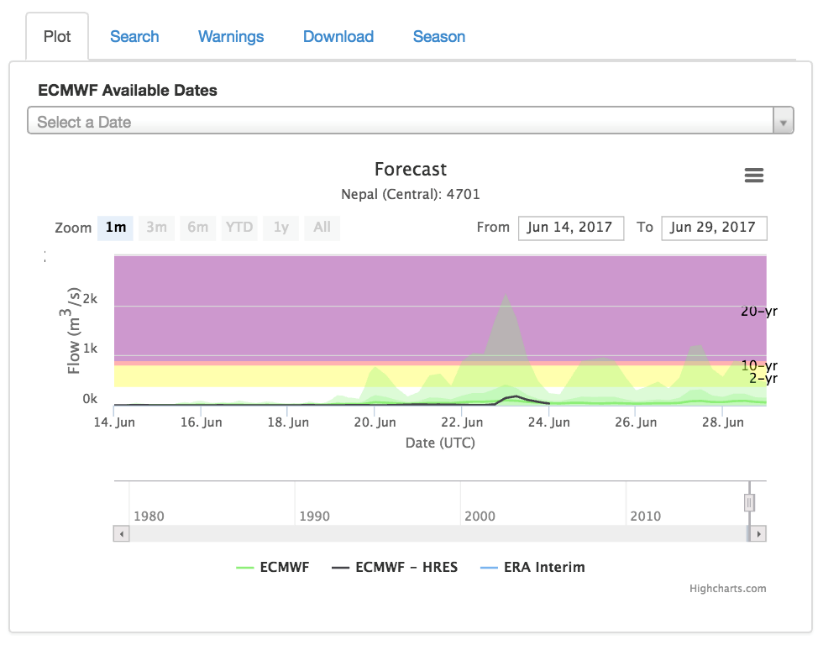 Plot Search Warnings Download Season
ECMWF Available Dates
Select a Date
Forecast
Nepal (Central): 4701
Zoom 1m 3m 6m YTD 1y All From Jun 14, 2017 To Jun 29, 2017
Flow (m³/s)
2k
1k
0k
20-yr
10-yr
2-yr
14. Jun 16. Jun 18. Jun 20. Jun 22. Jun 24. Jun 26. Jun 28. Jun
Date (UTC)
1980 1990 2000 2010
ECMWF ECMWF - HRES ERA Interim
Highcharts.com